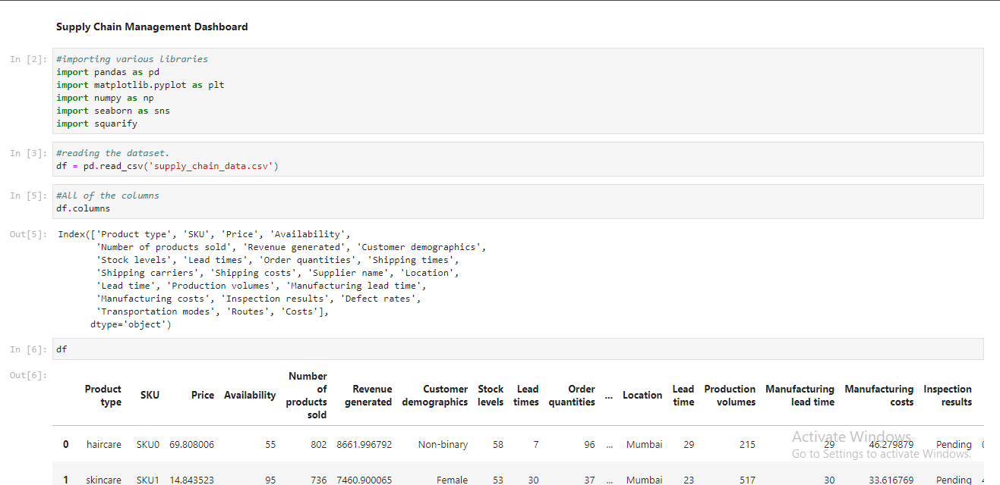 Supply Chain Management Dashboard
In [2]: #importing various libraries
import pandas as pd
import matplotlib.pyplot as plt
import numpy as np
import seaborn as sns
import squarify
In [3]: #reading the dataset.
df = pd.read_csv('supply_chain_data.csv')
In [5]: #All of the columns
df.columns
Out[5]: Index(['Product type', 'SKU', 'Price', 'Availability',
'Number of products sold', 'Revenue generated', 'Customer demographics',
'Stock levels', 'Lead times', 'Order quantities', 'Shipping times',
'Shipping carriers', 'Shipping costs', 'Supplier name', 'Location',
'Lead time', 'Production volumes', 'Manufacturing lead time',
'Manufacturing costs', 'Inspection results', 'Defect rates',
'Transportation modes', 'Routes', 'Costs'],
dtype='object')
In [6]: df
Out[6]:
Product type SKU Price Availability Number of products sold Revenue generated Customer demographics Stock levels Lead times Order quantities ... Location Lead time Production volumes Manufacturing lead time Manufacturing costs Inspection results
0 haircare SKU0 69.808006 55 802 8661.996792 Non-binary 58 7 96 ... Mumbai 29 215 29 46.279879 Pending
1 skincare SKU1 14.843523 95 736 7460.900065 Female 53 30 37 ... Mumbai 23 517 30 33.616769 Pending
Activate Windows
Go to Settings to activate Windows.